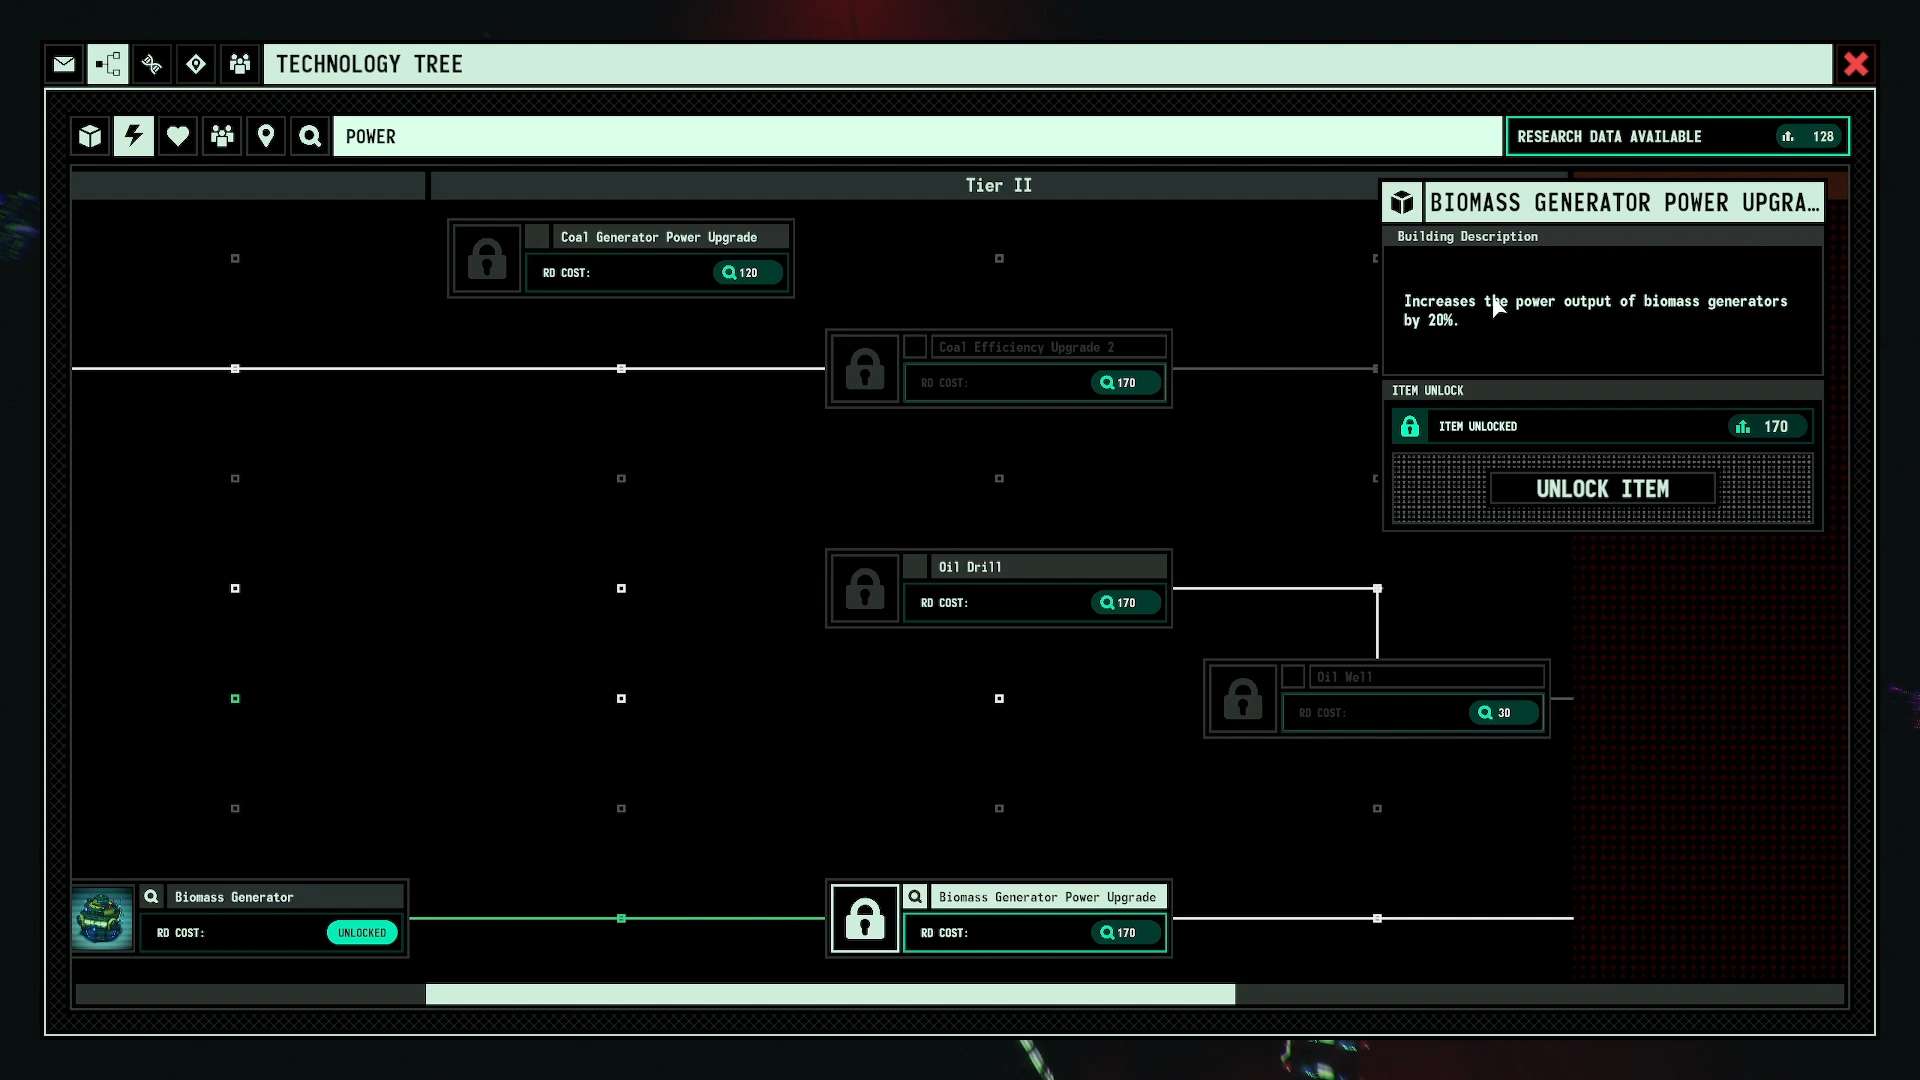 TECHNOLOGY TREE
POWER
RESEARCH DATA AVAILABLE 128
Tier II
BIOMASS GENERATOR POWER UPGRA...
Building Description
Increases the power output of biomass generators
by 20%.
ITEM UNLOCK
ITEM UNLOCKED 170
UNLOCK ITEM
Coal Generator Power Upgrade
RD COST: 120
Coal Efficiency Upgrade 2
RD COST: 170
Oil Drill
RD COST: 170
Oil Well
RD COST: 30
Biomass Generator
RD COST: UNLOCKED
Biomass Generator Power Upgrade
RD COST: 170